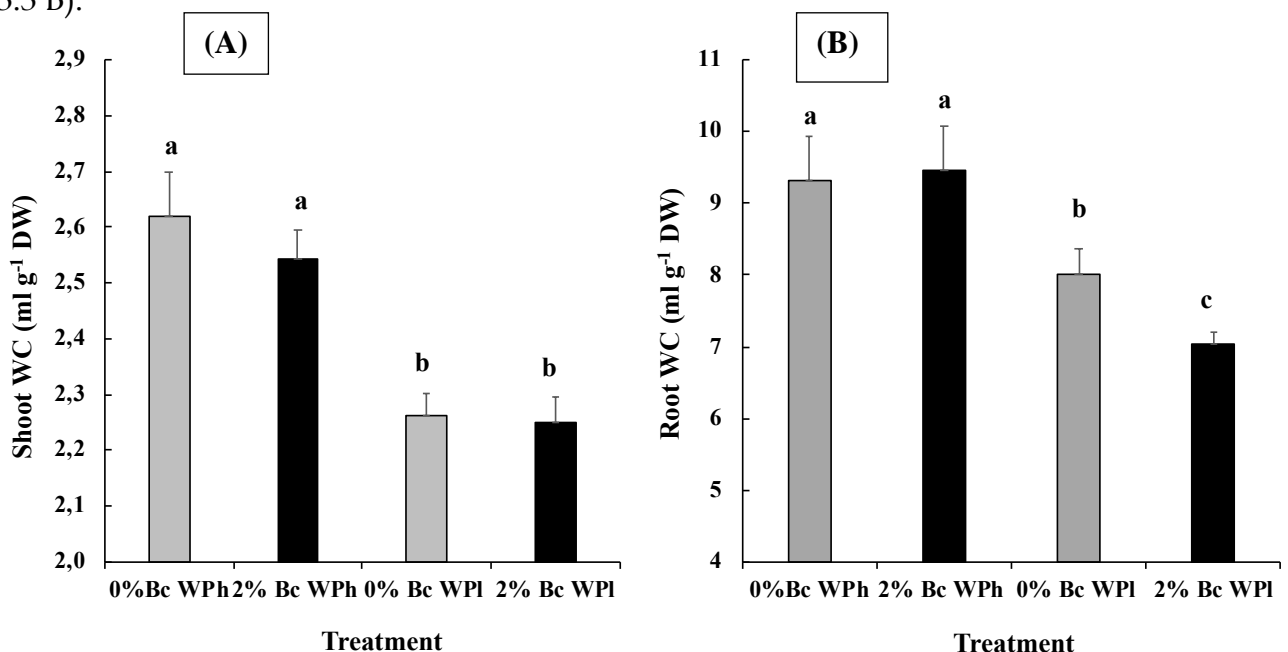 3.5 B).
(A)
2,9
2,8
2,7
2,6
2,5
2,4
2,3
2,2
2,1
2,0
Shoot WC (ml g⁻¹ DW)
a
a
b
b
0%Bc WPh 2% Bc WPh 0% Bc WPl 2% Bc WPl
Treatment
(B)
11
10
9
8
7
6
5
4
Root WC (ml g⁻¹ DW)
a
a
b
c
0%Bc WPh 2% Bc WPh 0% Bc WPl 2% Bc WPl
Treatment